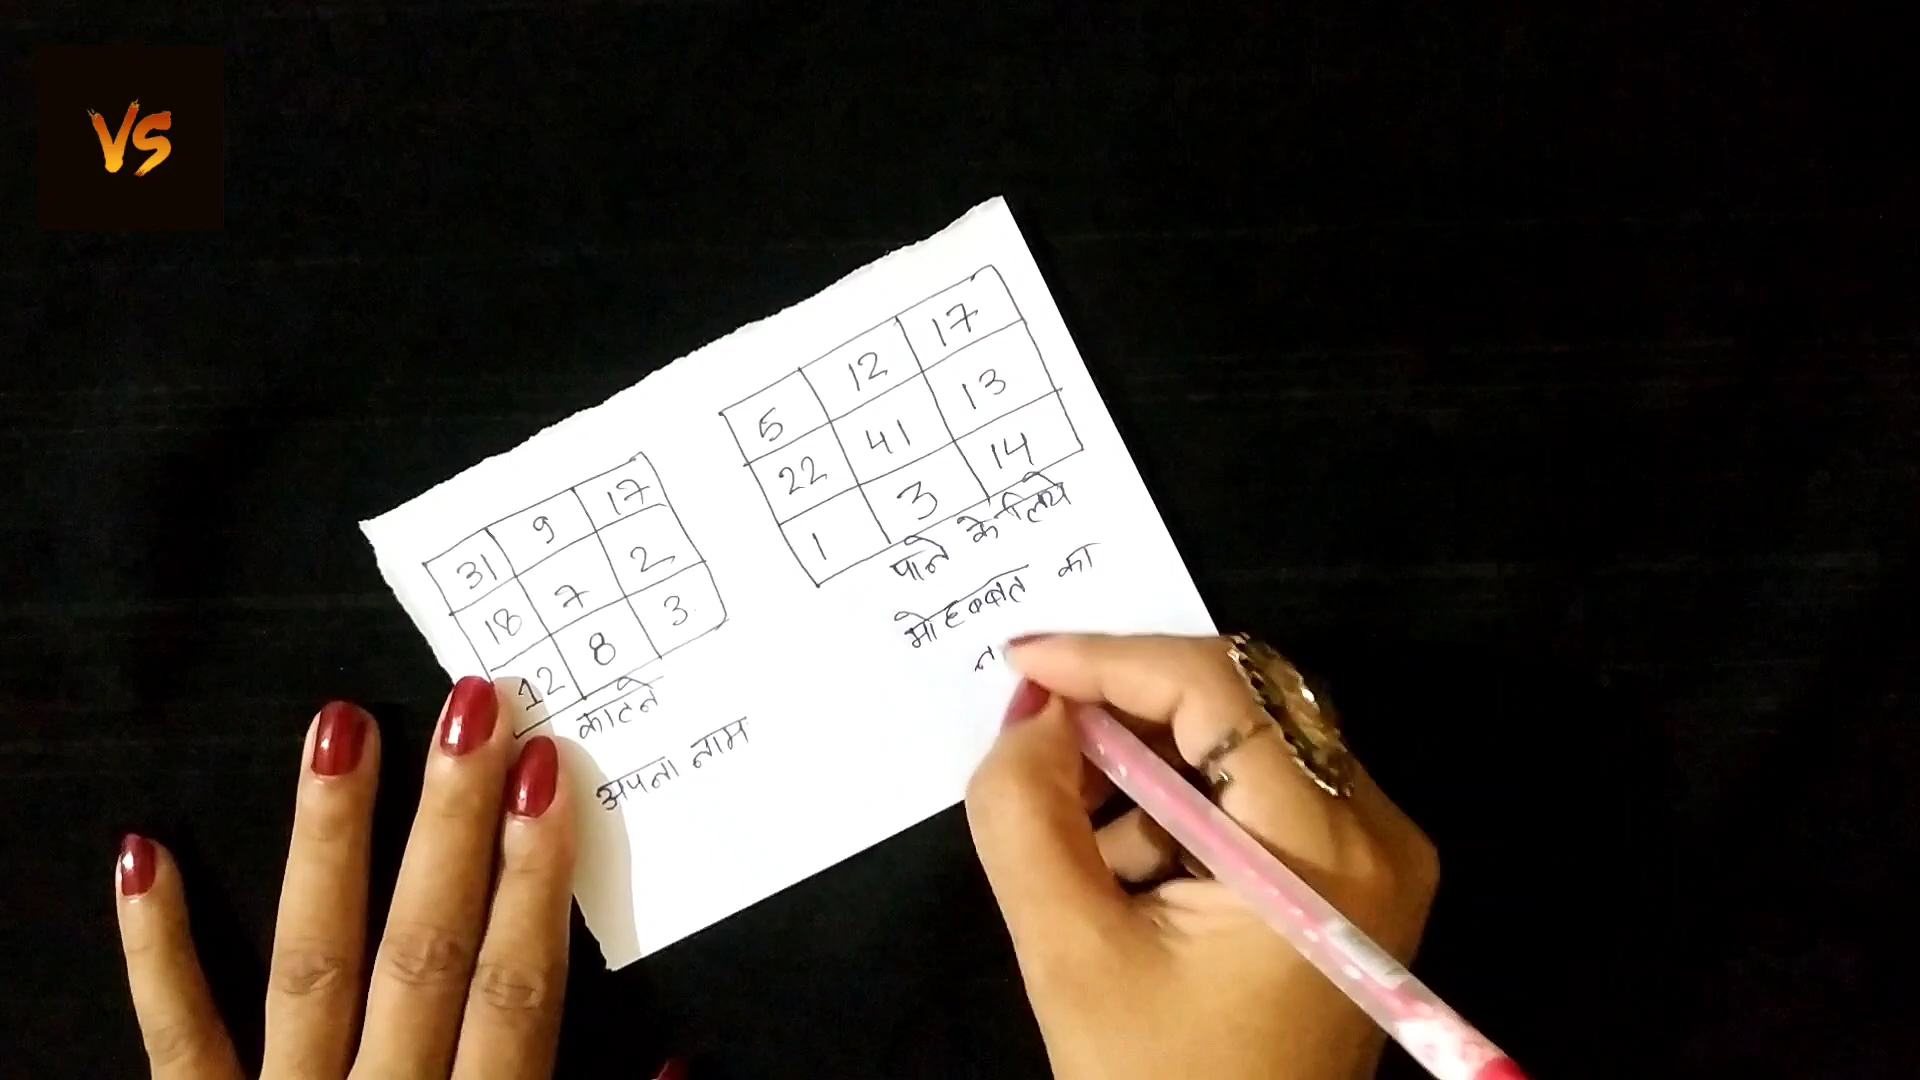 VS
31 9 17
18 7 2
12 8 3
काटने
अपना नाम
5 12 17
22 41 13
1 3 14
पाने के लिये
मोहब्बत का